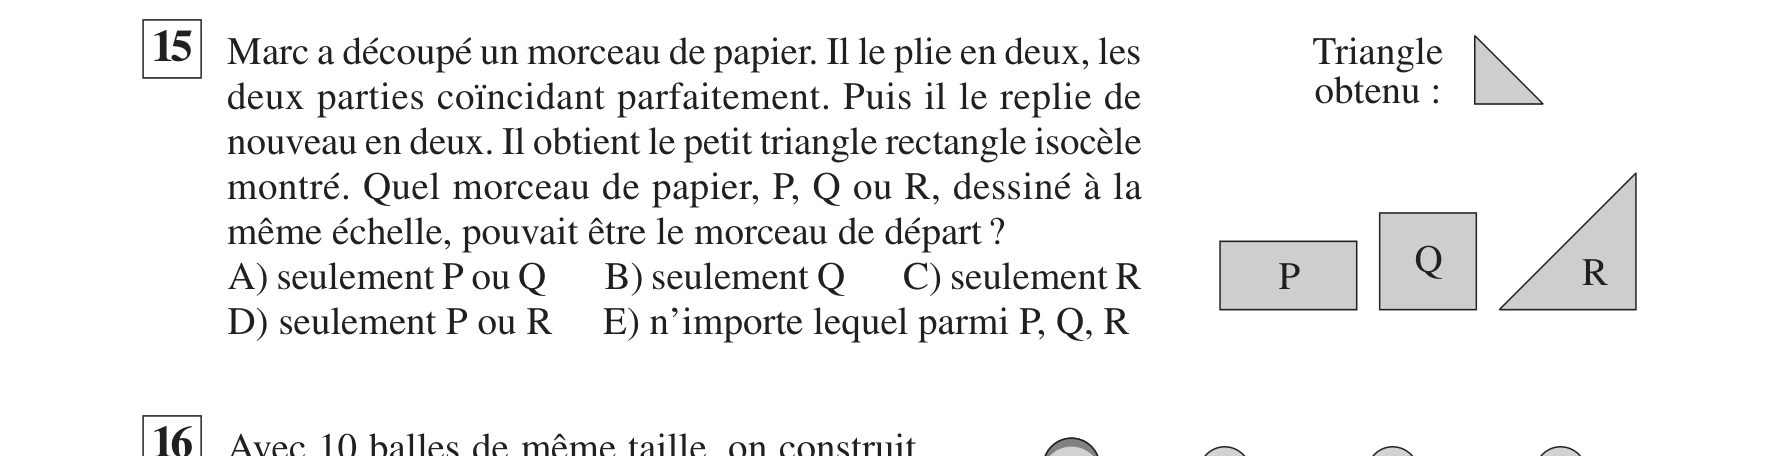 15 Marc a découpé un morceau de papier. Il le plie en deux, les
deux parties coïncidant parfaitement. Puis il le replie de
nouveau en deux. Il obtient le petit triangle rectangle isocèle
montré. Quel morceau de papier, P, Q ou R, dessiné à la
même échelle, pouvait être le morceau de départ ?
A) seulement P ou Q B) seulement Q C) seulement R
D) seulement P ou R E) n’importe lequel parmi P, Q, R
Triangle
obtenu :
P
Q
R
16 Avec 10 balles de même taille, on construit